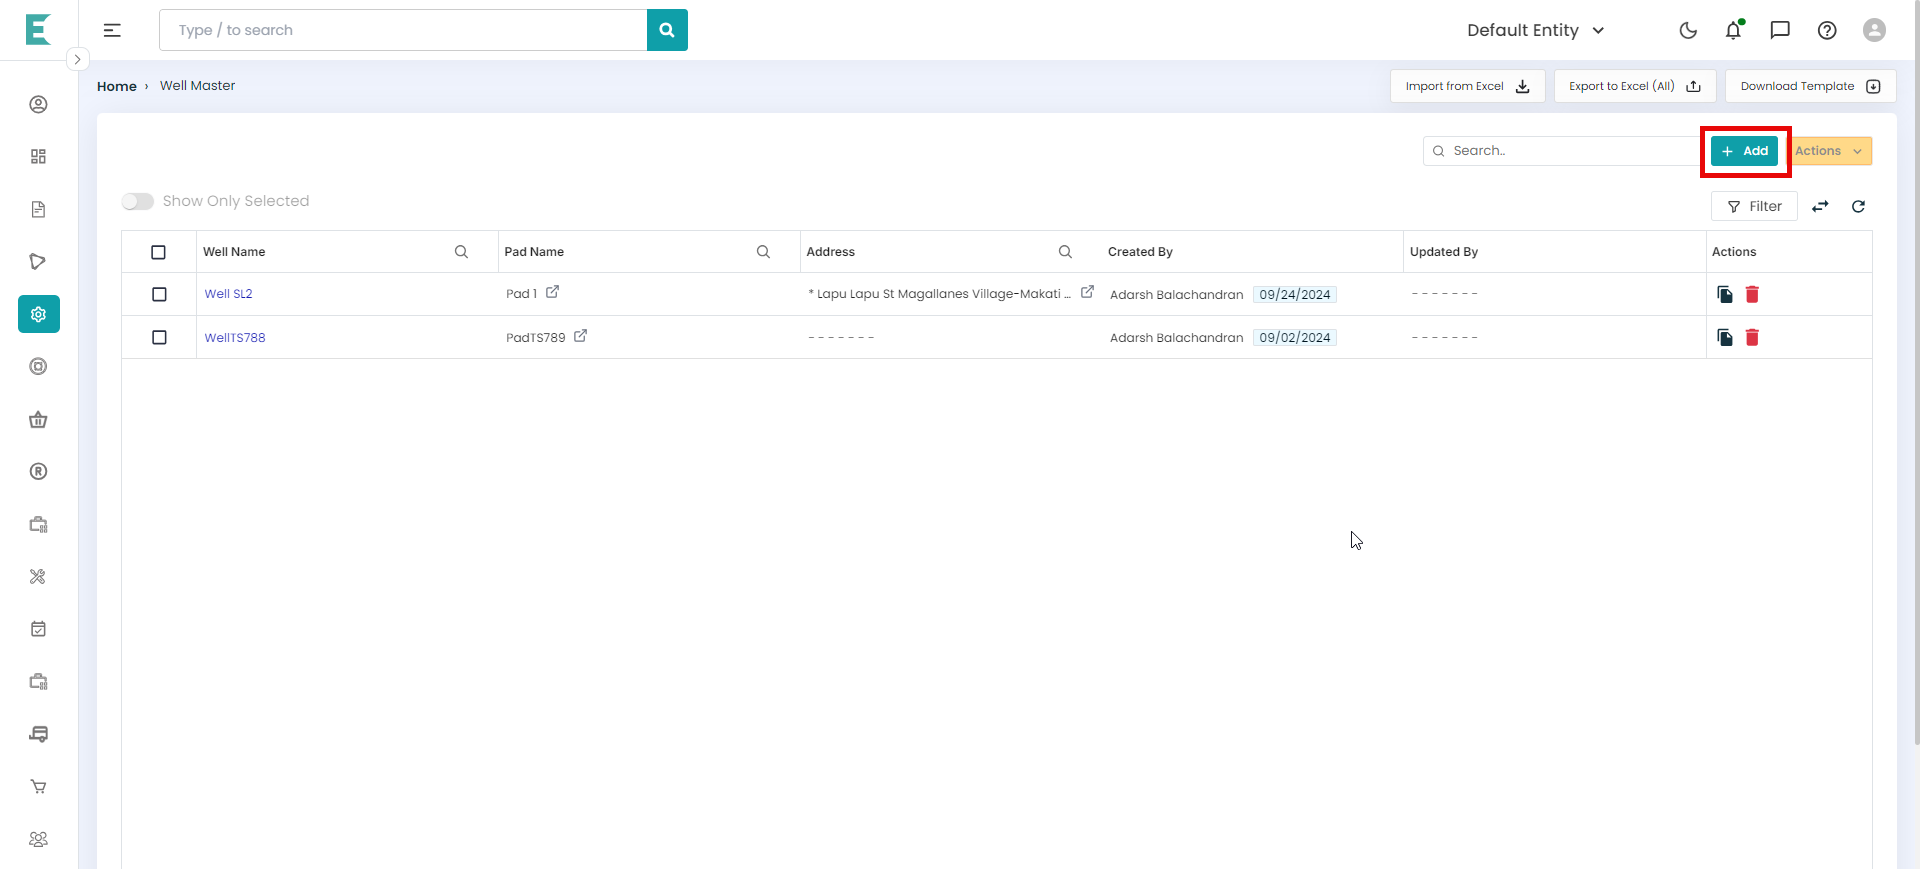 Type / to search
Default Entity
Home › Well Master
Import from Excel
Export to Excel (All)
Download Template
Search..
+ Add
Actions
Show Only Selected
Filter
Well Name Pad Name Address Created By Updated By Actions
Well SL2 Pad 1 * Lapu Lapu St Magallanes Village-Makati ... Adarsh Balachandran 09/24/2024 -------
WellTS788 PadTS789 ------- Adarsh Balachandran 09/02/2024 -------